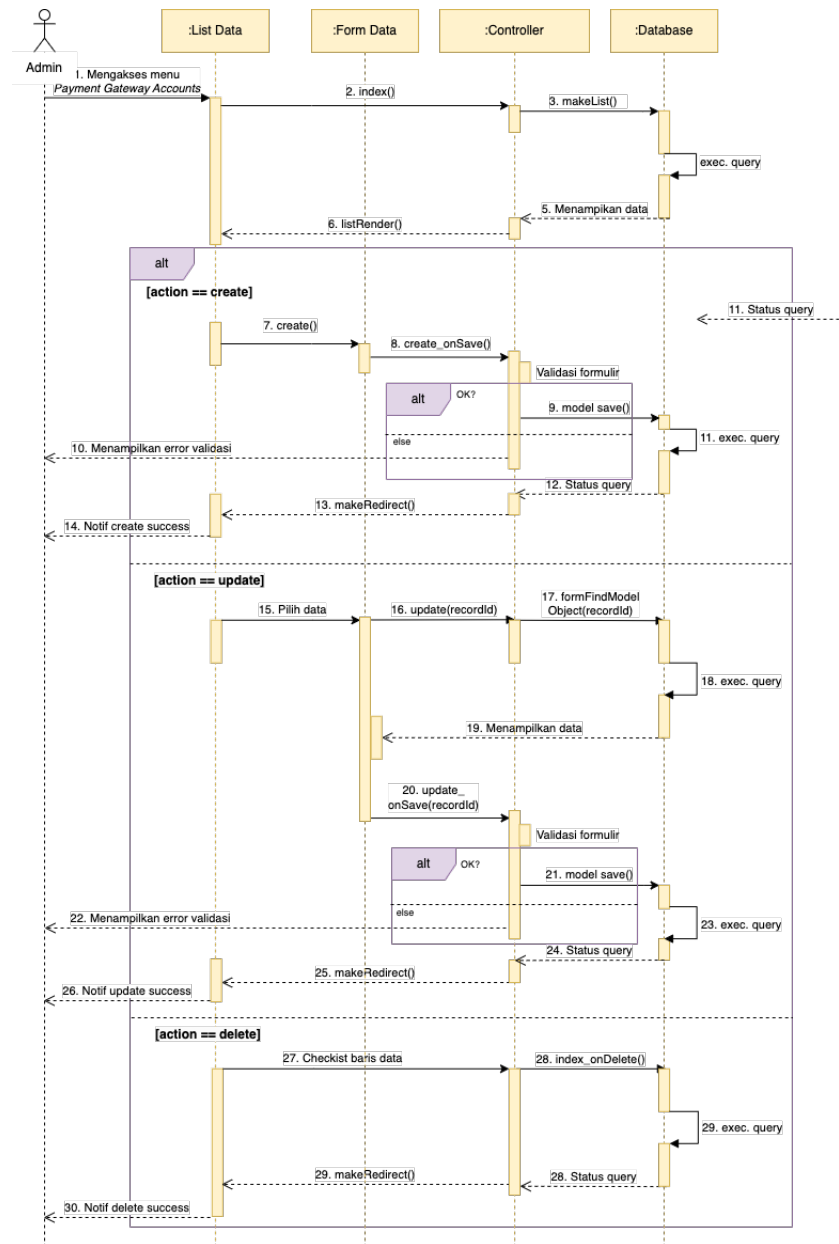 :List Data
:Form Data
:Controller
:Database
Admin
1. Mengakses menu
Payment Gateway Accounts
2. index()
3. makeList()
exec. query
5. Menampikan data
6. listRender()
alt
[action == create]
11. Status query
7. create()
8. create_onSave()
Validasi formulir
alt
OK?
9. model save()
else
11. exec. query
10. Menampilkan error validasi
12. Status query
13. makeRedirect()
14. Notif create success
[action == update]
15. Pilih data
16. update(recordId)
17. formFindModel
Object(recordId)
18. exec. query
19. Menampilkan data
20. update_
onSave(recordId)
Validasi formulir
alt
OK?
21. model save()
else
22. Menampilkan error validasi
23. exec. query
24. Status query
25. makeRedirect()
26. Notif update success
[action == delete]
27. Checkist baris data
28. index_onDelete()
29. exec. query
29. makeRedirect()
28. Status query
30. Notif delete success